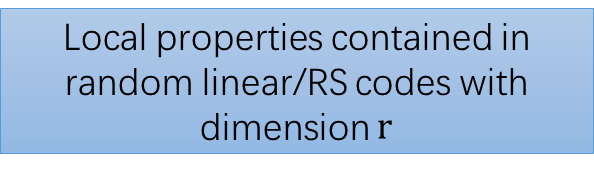 Local properties contained in
random linear/RS codes with
dimension r